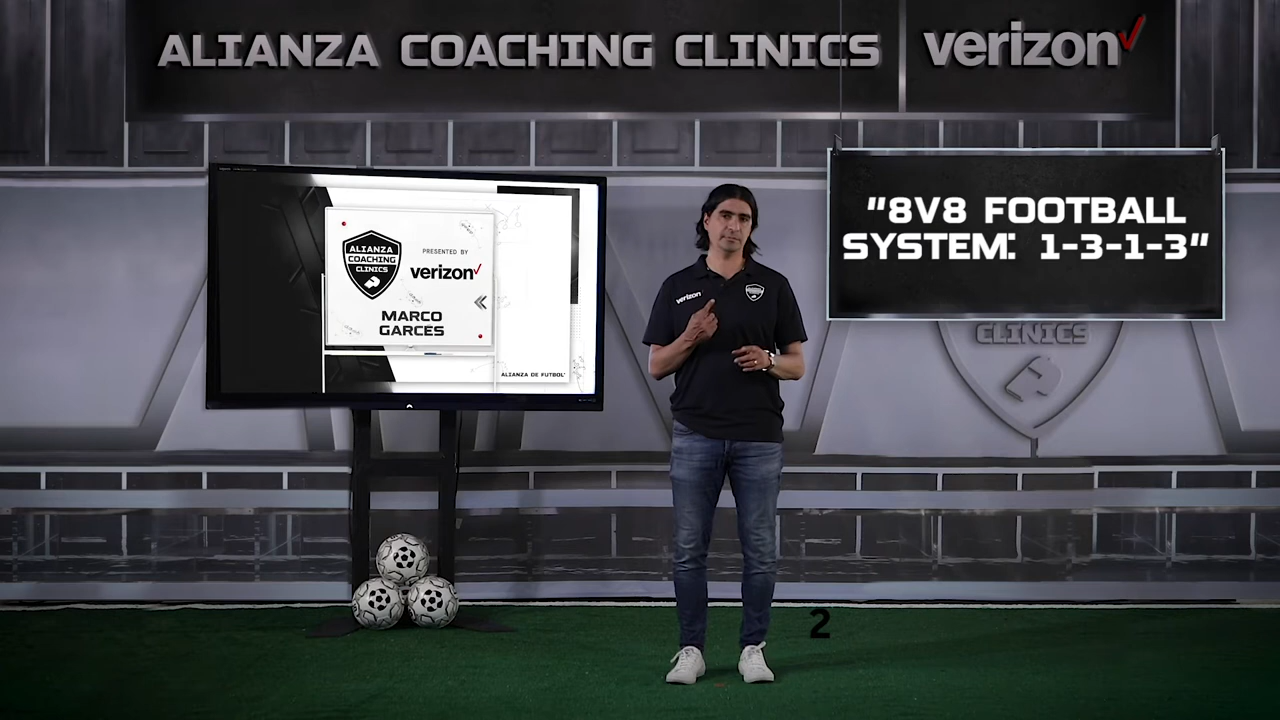 ALIANZA COACHING CLINICS
verizon
"8V8 FOOTBALL
SYSTEM: 1-3-1-3"
ALIANZA
COACHING
CLINICS
PRESENTED BY
verizon
MARCO
GARCÉS
ALIANZA DE FUTBOL
verizon
CLINICS
2